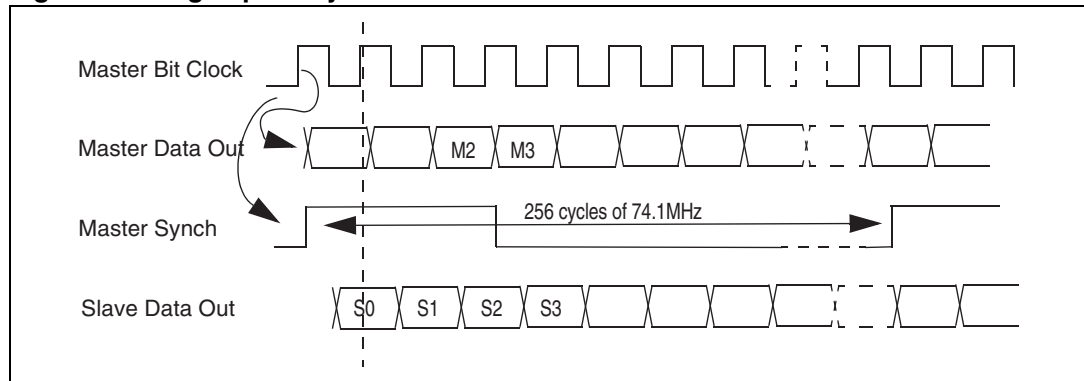 Master Bit Clock
Master Data Out
M2 M3
Master Synch
256 cycles of 74.1MHz
Slave Data Out
S0 S1 S2 S3